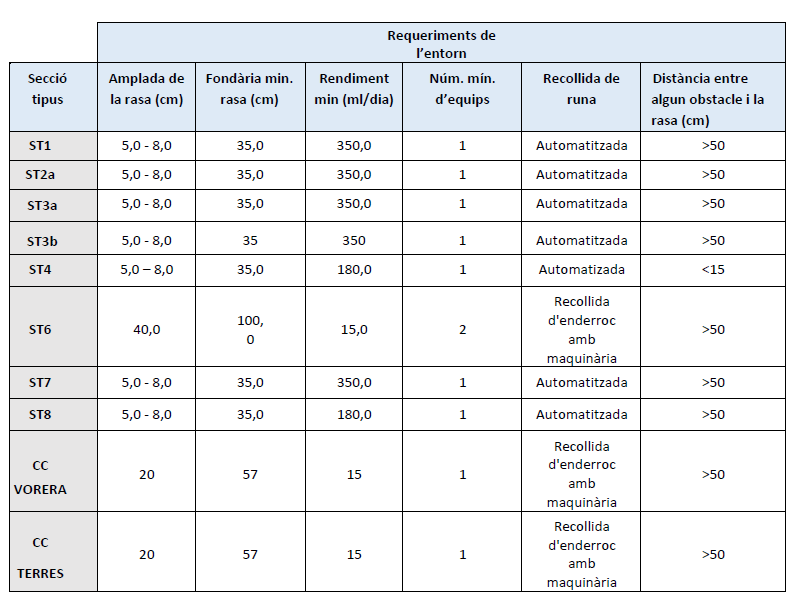 Requeriments de
l'entorn
Secció tipus | Amplada de la rasa (cm) | Fondària min. rasa (cm) | Rendiment min (ml/dia) | Núm. mín. d'equips | Recollida de runa | Distància entre algun obstacle i la rasa (cm)
ST1 | 5,0 - 8,0 | 35,0 | 350,0 | 1 | Automatitzada | >50
ST2a | 5,0 - 8,0 | 35,0 | 350,0 | 1 | Automatitzada | >50
ST3a | 5,0 - 8,0 | 35,0 | 350,0 | 1 | Automatitzada | >50
ST3b | 5,0 - 8,0 | 35 | 350 | 1 | Automatitzada | >50
ST4 | 5,0 – 8,0 | 35,0 | 180,0 | 1 | Automatizada | <15
ST6 | 40,0 | 100,0 | 15,0 | 2 | Recollida d'enderroc amb maquinària | >50
ST7 | 5,0 - 8,0 | 35,0 | 350,0 | 1 | Automatitzada | >50
ST8 | 5,0 - 8,0 | 35,0 | 180,0 | 1 | Automatitzada | >50
CC VORERA | 20 | 57 | 15 | 1 | Recollida d'enderroc amb maquinària | >50
CC TERRES | 20 | 57 | 15 | 1 | Recollida d'enderroc amb maquinària | >50